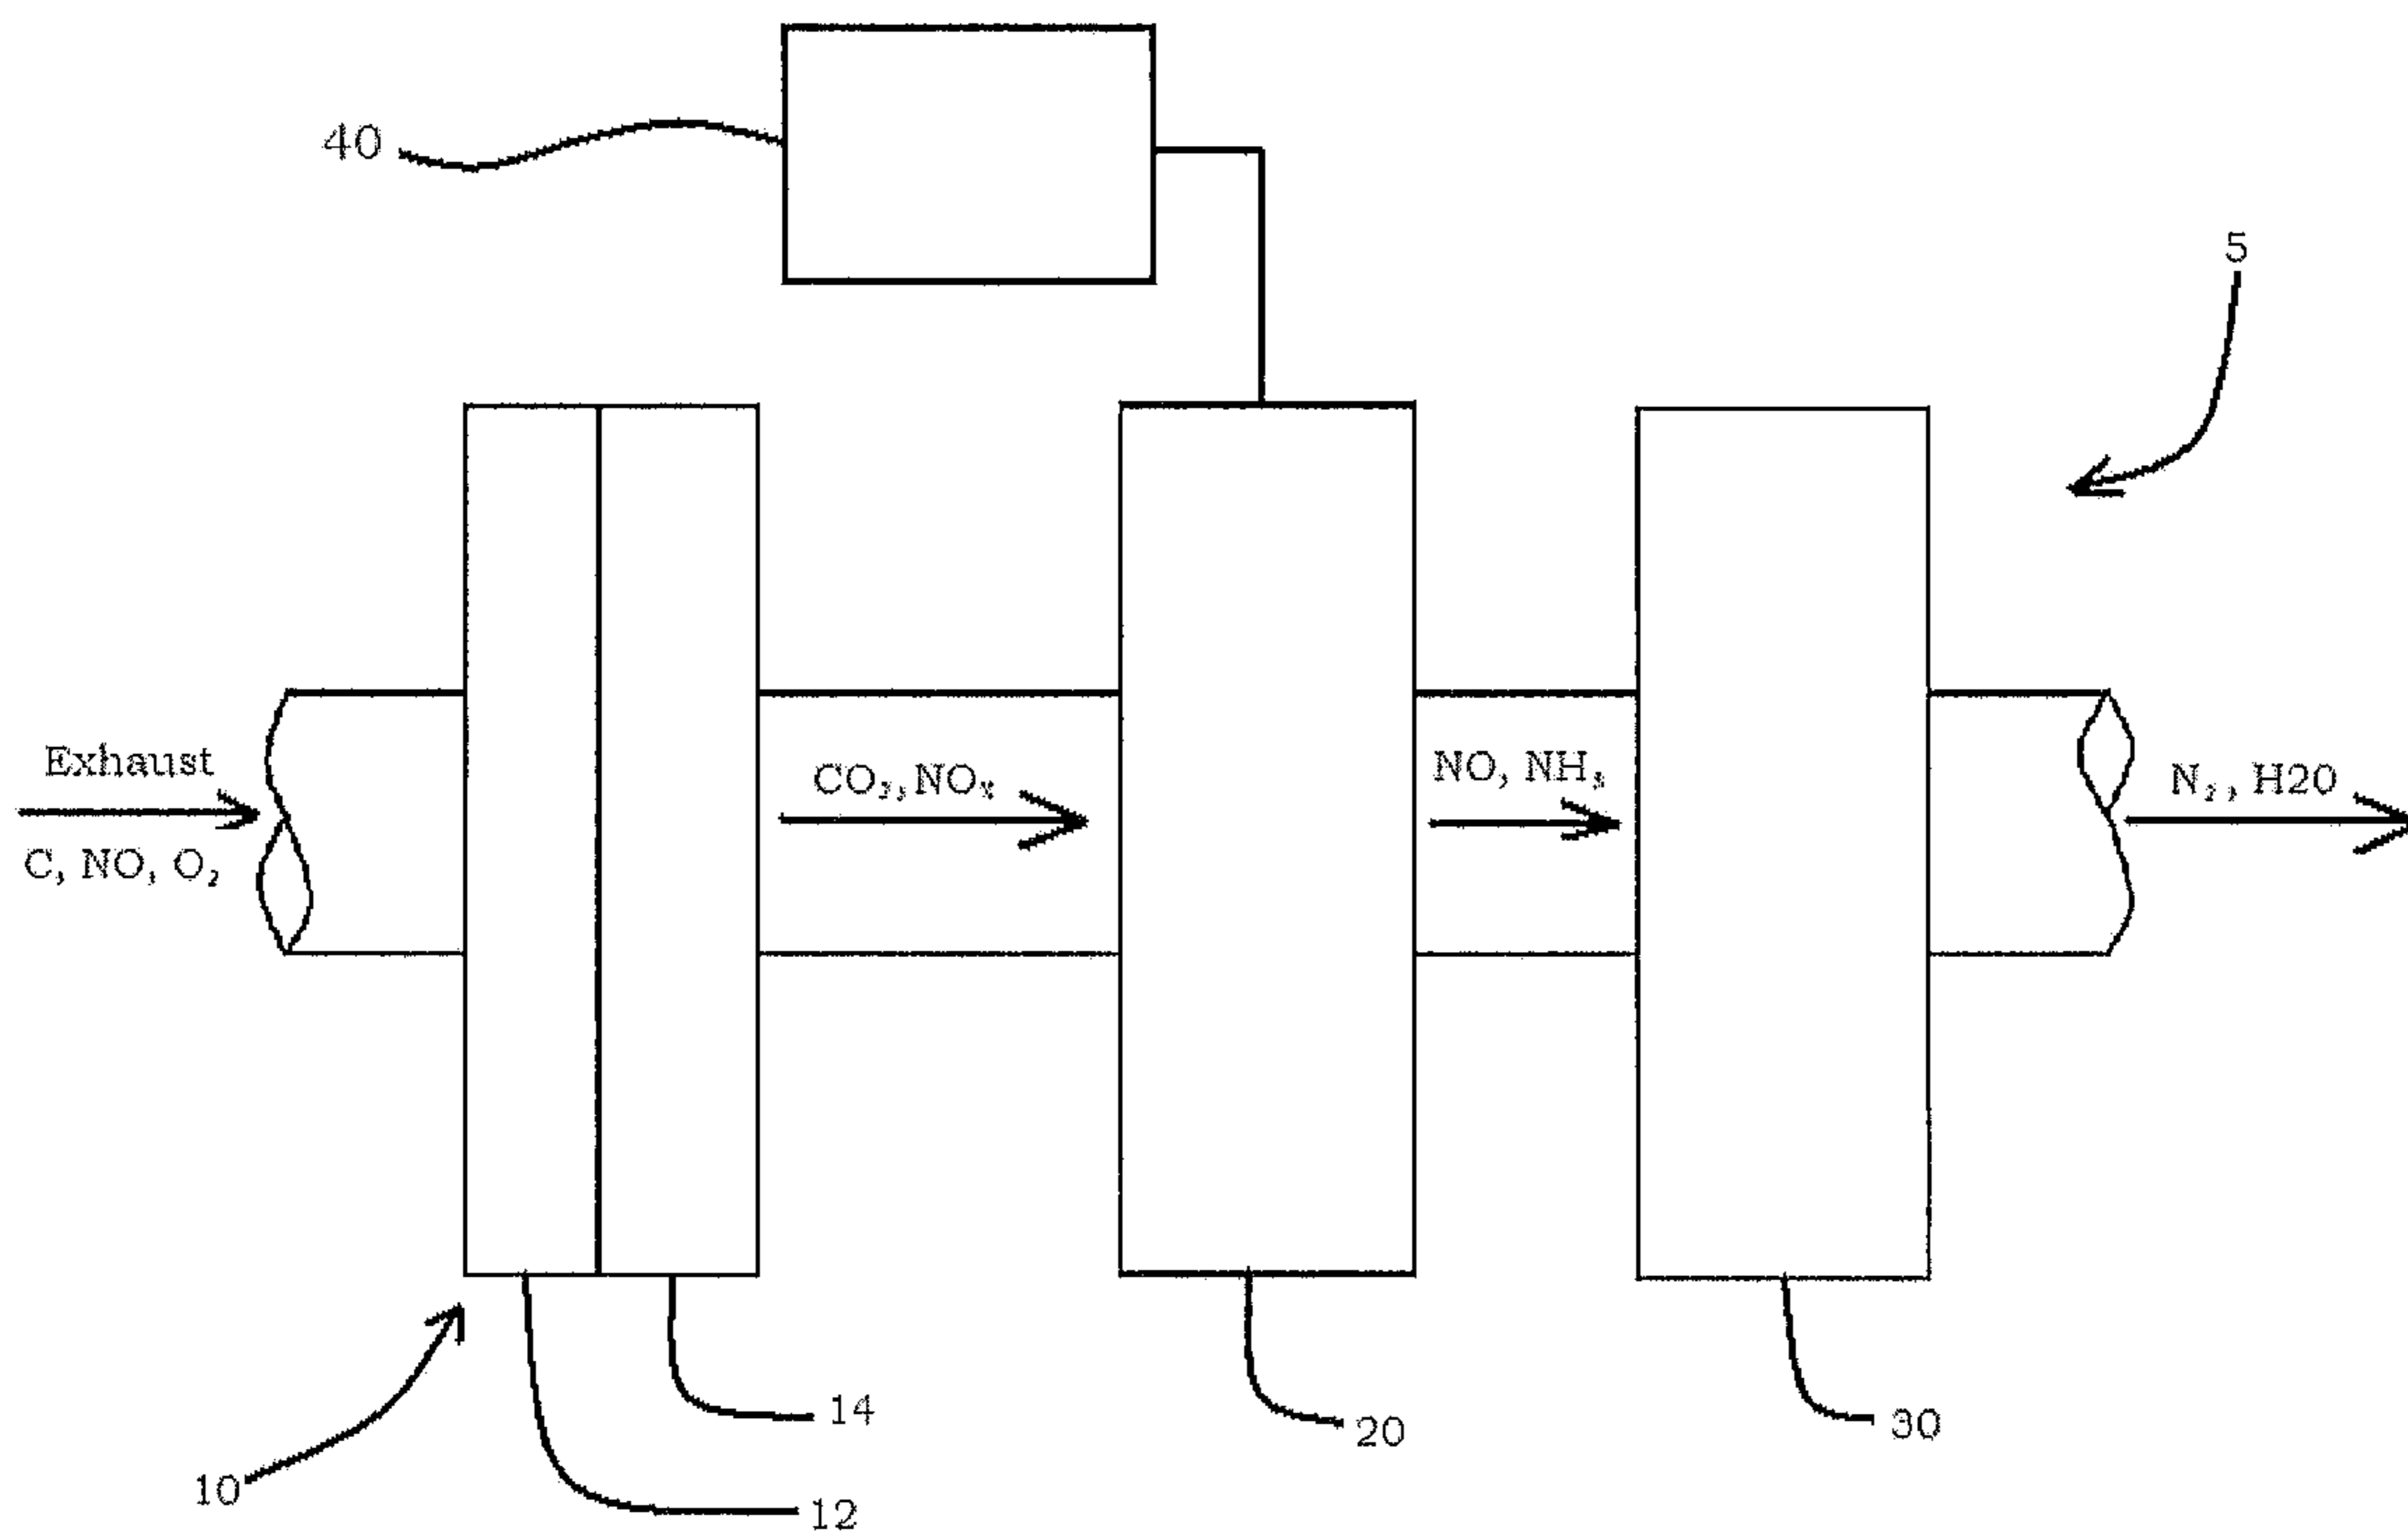 40
5
Exhaust
C, NO, O₂
CO₂, NOₓ
NO, NH₃
N₂, H20
14
20
30
10
12